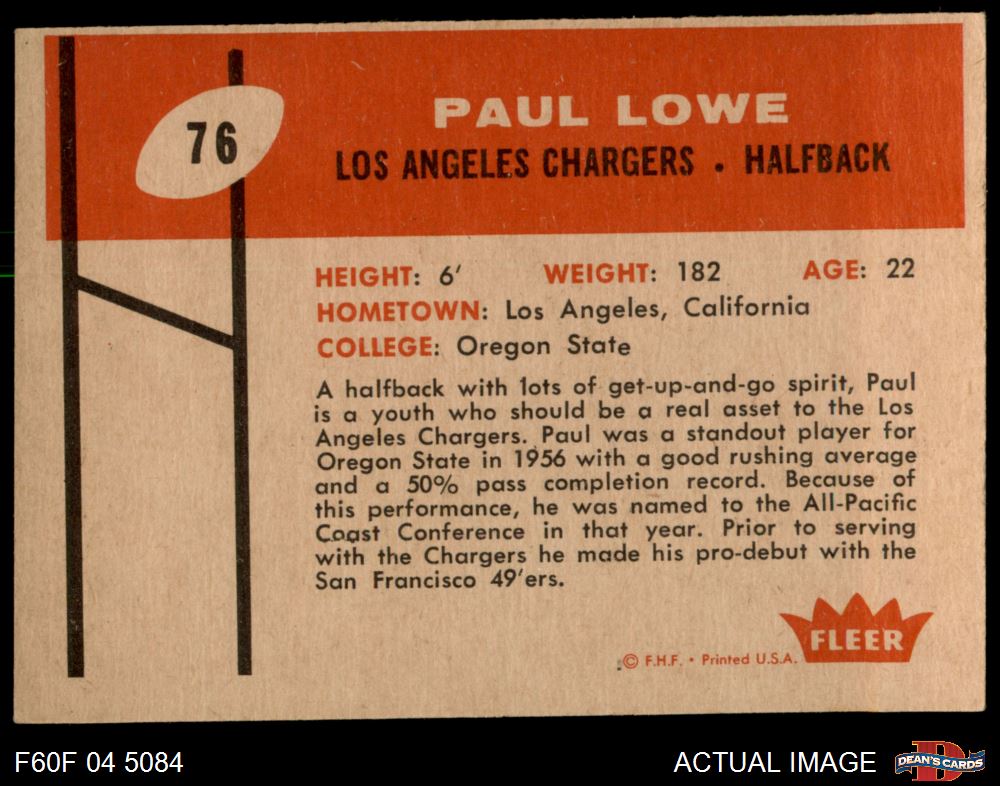 76
PAUL LOWE
LOS ANGELES CHARGERS • HALFBACK
HEIGHT: 6' WEIGHT: 182 AGE: 22
HOMETOWN: Los Angeles, California
COLLEGE: Oregon State
A halfback with lots of get-up-and-go spirit, Paul
is a youth who should be a real asset to the Los
Angeles Chargers. Paul was a standout player for
Oregon State in 1956 with a good rushing average
and a 50% pass completion record. Because of
this performance, he was named to the All-Pacific
Coast Conference in that year. Prior to serving
with the Chargers he made his pro-debut with the
San Francisco 49'ers.
FLEER
© F.H.F. • Printed U.S.A.
F60F 04 5084
ACTUAL IMAGE
D
DEAN'S CARDS